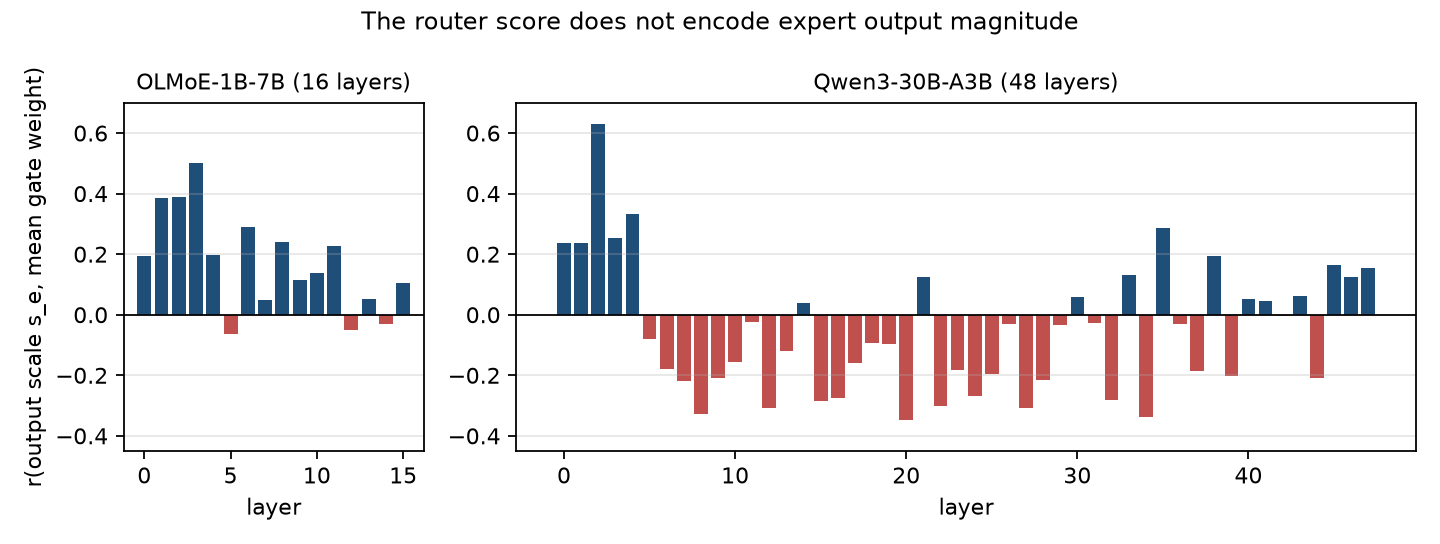 The router score does not encode expert output magnitude
OLMoE-1B-7B (16 layers)
r(output scale s_e, mean gate weight)
0.6
0.4
0.2
0.0
−0.2
−0.4
0 5 10 15
layer
Qwen3-30B-A3B (48 layers)
0.6
0.4
0.2
0.0
−0.2
−0.4
0 10 20 30 40
layer